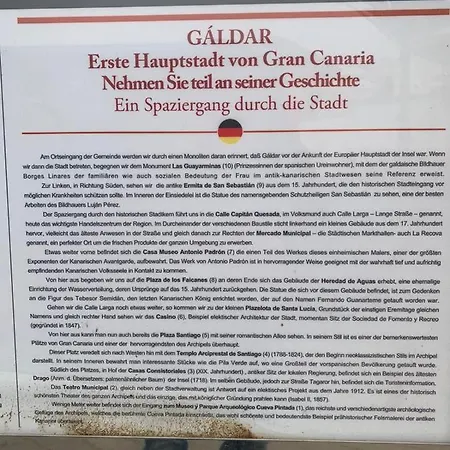 GÁLDAR
Erste Hauptstadt von Gran Canaria
Nehmen Sie teil an seiner Geschichte
Ein Spaziergang durch die Stadt
Am Ortseingang der Gemeinde werden wir durch einen Monoliten daran erinnert, daß Gáldar vor der Ankunft der Europäer Hauptstadt der Insel war. Wenn
wir dann die Stadt betreten, begegnen wir dem Monument Las Guayarminas (10) (Prinzessinnen der spanischen Ureinwohner), mit dem der galdarische Bildhauer
Borges Linares der familiären wie auch sozialen Bedeutung der Frau im antik-kanarischen Stadtwesen seine Referenz erweist.
Zur Linken, in Richtung Süden, sehen wir die antike Ermita de San Sebastián (9) aus dem 15. Jahrhundert, die den historischen Stadteingang vor
möglichen Krankheiten schützen sollte. Im Inneren der Einsiedelei ist die Statue des namensgebenden Schutzheiligen San Sebastián zu sehen, eine der besten
Arbeiten des Bildhauers Luján Pérez.
Der Spaziergang durch den historischen Stadtkern führt uns in die Calle Capitán Quesada, im Volksmund auch Calle Larga – Lange Straße – genannt,
heute das wichtigste Handelszentrum der Region. Im Durcheinander der verschiedenen Baustile sticht linkerhand ein kleines Gebäude aus dem 17. Jahrhundert
hervor, vielleicht das älteste Anwesen in der Straße und gleich danach zur Rechten der Mercado Municipal – die Städtischen Markthallen- auch La Recova
genannt, ein perfekter Ort um die frischen Produkte der ganzen Umgebung zu erwerben.
Etwas weiter vorne befindet sich die Casa Museo Antonio Padrón (7) die einen Teil des Werkes dieses einheimischen Malers, einer der größten
Exponenten der Kanarischen Avantgarde, aufbewahrt. Das Werk von Antonio Padrón ist in hervorragender Weise geeignet mit der wahrhaft tief und aufrichtig
empfindenden Kanarischen Volksseele in Kontakt zu kommen.
Von hier aus begeben wir uns auf die Plaza de los Faicanes (8) an deren Ende sich das Gebäude der Heredad de Aguas erhebt, eine ehemalige
Einrichtung der Wasserverteilung, deren Ursprünge auf das 15. Jahrhundert zurückgehen. Die Statue die sich vor diesem Gebäude befindet, ist zum Gedenken
an die Figur des Tebesor Semidán, den letzten Kanarischen König errichtet worden, der auf den Namen Fernando Guanarteme getauft worden war.
Gehen wir die Calle Larga noch etwas weiter, so kommen wir zu der kleinen Plazoleta de Santa Lucía, Grundstück der einstigen Eremitage gleichen
Namens und gleich rechter Hand sehen wir das Casino (6), Beispiel eklektischer Architektur der Stadt, momentan Sitz der Sociedad de Fomento y Recreo
(gegründet in 1847).
Von hier aus kann man nun auch bereits die Plaza Santiago (5) mit seiner romantischen Allee sehen. In seinem Stil ist es einer der bemerkenswertesten
Plätze von Gran Canaria und einer der hervorragendsten des Archipels überhaupt.
Dieser Platz wendet sich nach Westen hin mit dem Templo Arciprestal de Santiago (4) (1788-1824), der den Beginn neoklassizistischen Stils im Archipel
darstellt. In seinem Inneren bewahrt man interessante Stücke wie die Pila Verde auf, wo eine Großteil der vorspanischen Bevölkerung getauft wurde.
Südlich des Platzes, in Höhe der Casas Consistoriales (3) (XIX. Jahrhundert), antiker Sitz der lokalen Regierung, befindet sich ein Beispiel des ältesten
Drago (Anm. d. Übersetzers: palmenähnlicher Baum) der Insel (1718). In selben Gebäude, jedoch zur Straße Tagaror hin, befindet sich die Toristeninformation.
Das Teatro Municipal (2), gleich neben der Stadtverwaltung ist Antwort auf ein eklektisches Projekt aus dem Jahre 1912. Es ist eines der historisch
schönsten Theater des ganzen Archipels und das einzige, das mit königlicher Gründung prahlen kann (Isabel II, 1857).
Wenige Meter weiter befindet sich der Eingang zum Museo y Parque Arqueológico Cueva Pintada (1), das reichste und verschiedenartigste archäologische
Gefüge des Archipels, welches die berühmte Cueva Pintada einschließt, das wohl schönste und bedeutendste Beispiel prähistorischer Felsmalerei der antiken
Kanaren überhaupt.